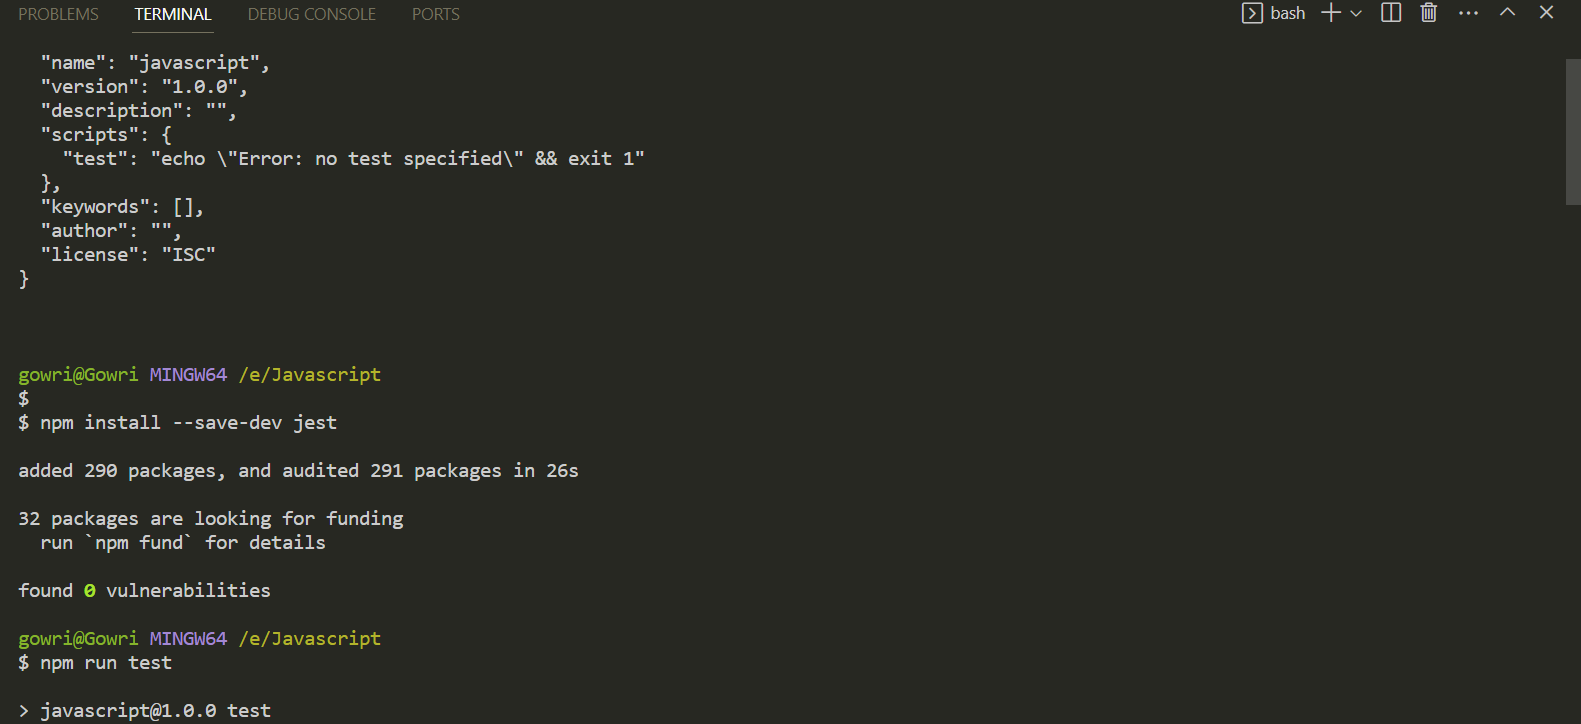 PROBLEMS TERMINAL DEBUG CONSOLE PORTS bash
"name": "javascript",
"version": "1.0.0",
"description": "",
"scripts": {
"test": "echo \"Error: no test specified\" && exit 1"
},
"keywords": [],
"author": "",
"license": "ISC"
}
gowri@Gowri MINGW64 /e/Javascript
$
$ npm install --save-dev jest
added 290 packages, and audited 291 packages in 26s
32 packages are looking for funding
run `npm fund` for details
found 0 vulnerabilities
gowri@Gowri MINGW64 /e/Javascript
$ npm run test
> javascript@1.0.0 test